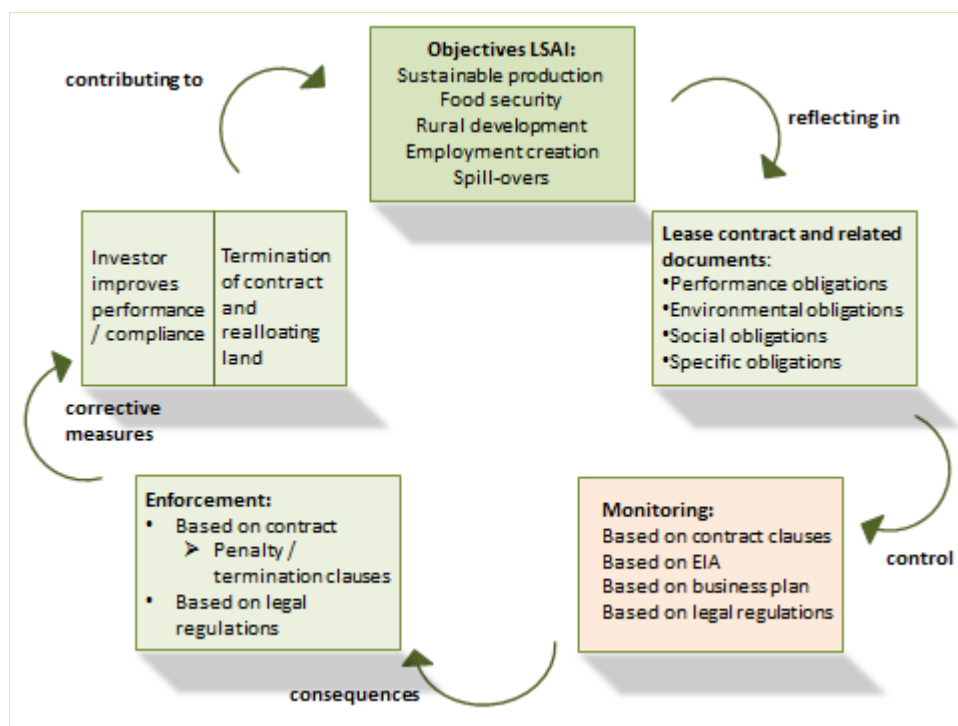 Objectives LSAI:
Sustainable production
Food security
Rural development
Employment creation
Spill-overs
contributing to
reflecting in
Lease contract and related
documents:
•Performance obligations
•Environmental obligations
•Social obligations
•Specific obligations
Investor
improves
performance
/ compliance
Termination
of contract
and
realloating
land
corrective
measures
control
Monitoring:
Based on contract clauses
Based on EIA
Based on business plan
Based on legal regulations
Enforcement:
• Based on contract
➤ Penalty /
termination clauses
• Based on legal
regulations
consequences